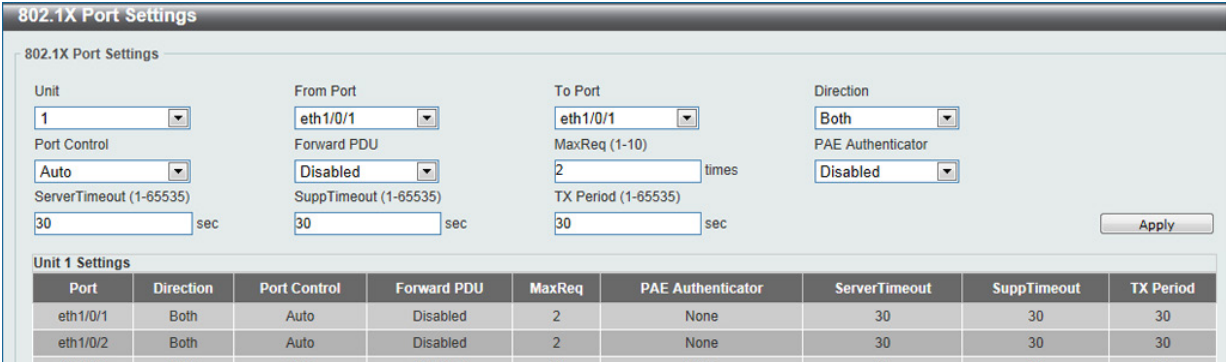 802.1X Port Settings
802.1X Port Settings
Unit From Port To Port Direction
1 eth1/0/1 eth1/0/1 Both
Port Control Forward PDU MaxReq (1-10) PAE Authenticator
Auto Disabled 2 times Disabled
ServerTimeout (1-65535) SuppTimeout (1-65535) TX Period (1-65535)
30 sec 30 sec 30 sec Apply
Unit 1 Settings
Port Direction Port Control Forward PDU MaxReq PAE Authenticator ServerTimeout SuppTimeout TX Period
eth1/0/1 Both Auto Disabled 2 None 30 30 30
eth1/0/2 Both Auto Disabled 2 None 30 30 30